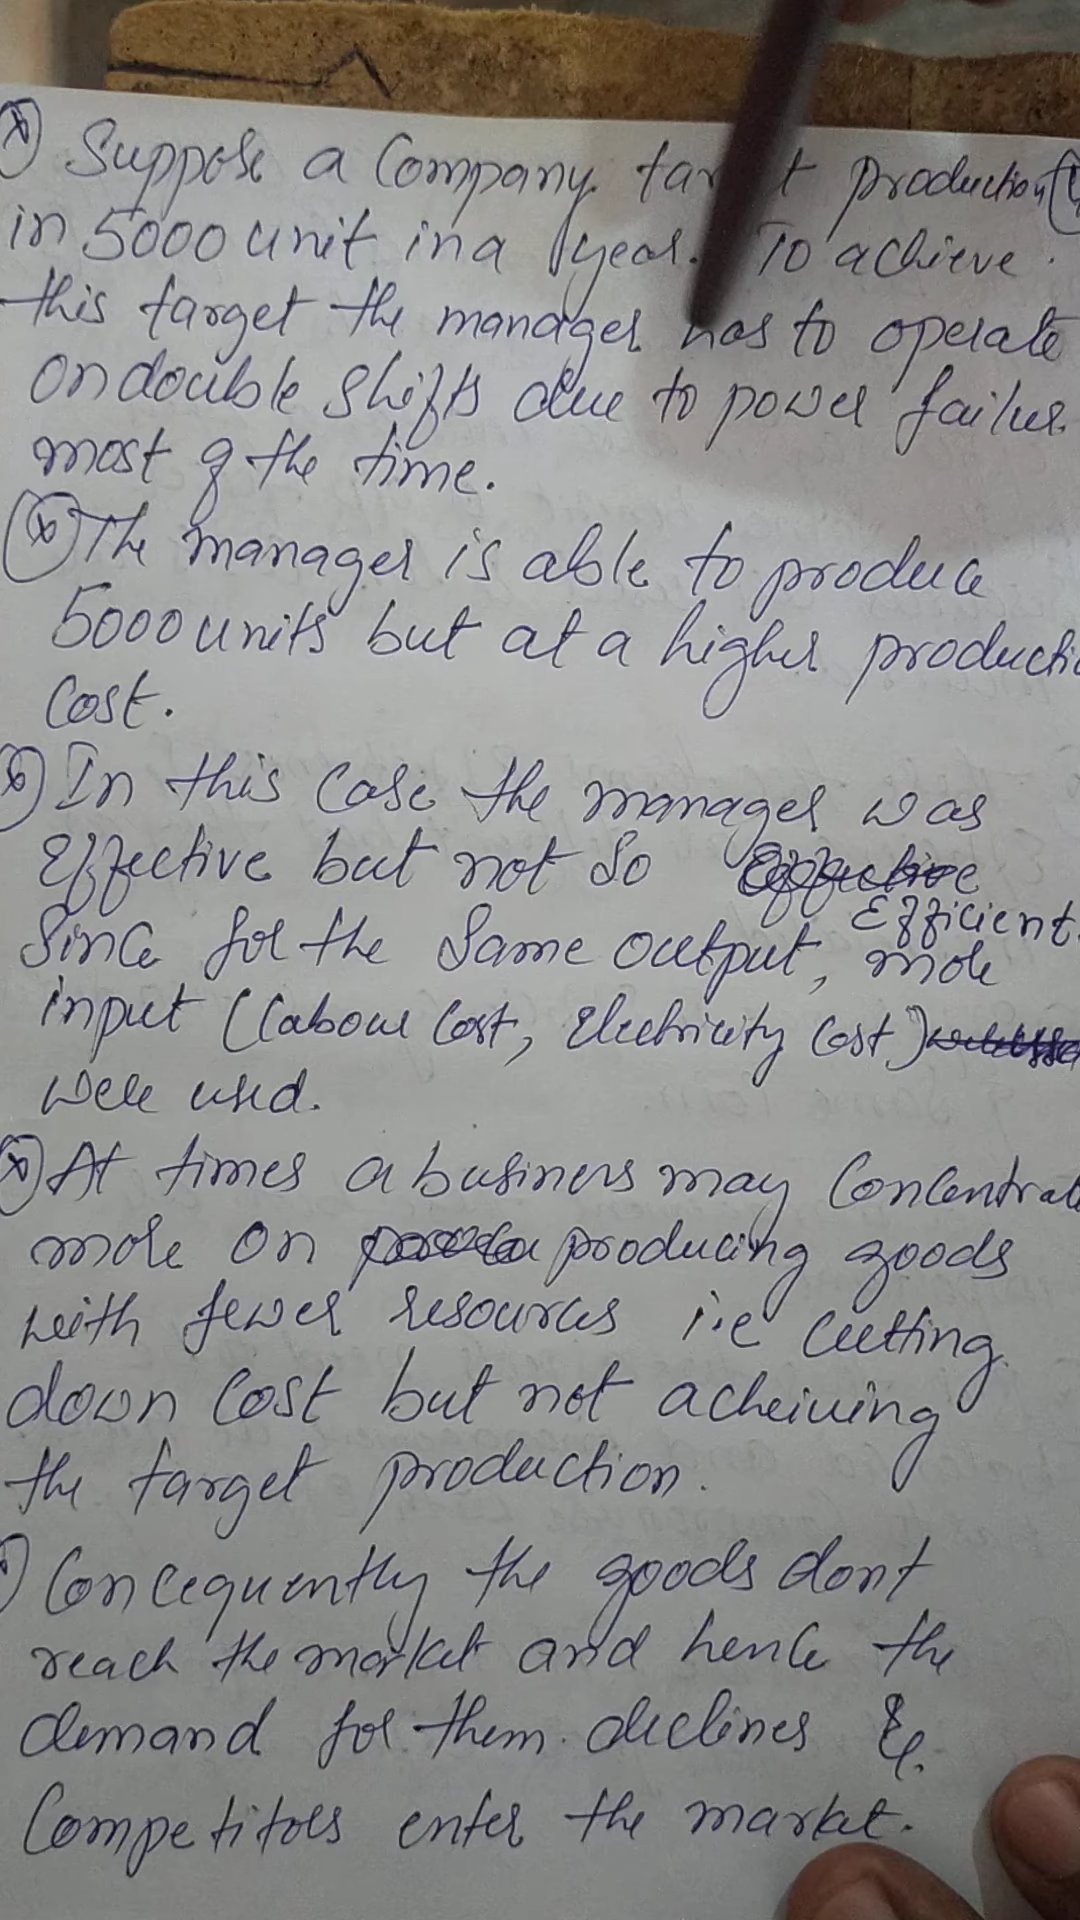 Suppose a Company production
in 5000 unit in a year. To achieve
this target the manager has to operate
on double shifts due to power failure
most of the time.
The manager is able to produce
5000 units but at a higher producti
Cost.
In this case the manager was
Effective but not so Effective
Efficient.
Since for the same output, more
input (labour cost, Electricity cost)
were used.
At times a business may Concentrat
more on producing goods
with fewer resources i.e cutting
down cost but not acheiving
the target production.
Concequently the goods dont
reach the market and hence the
demand for them declines &
Competitors enter the market.